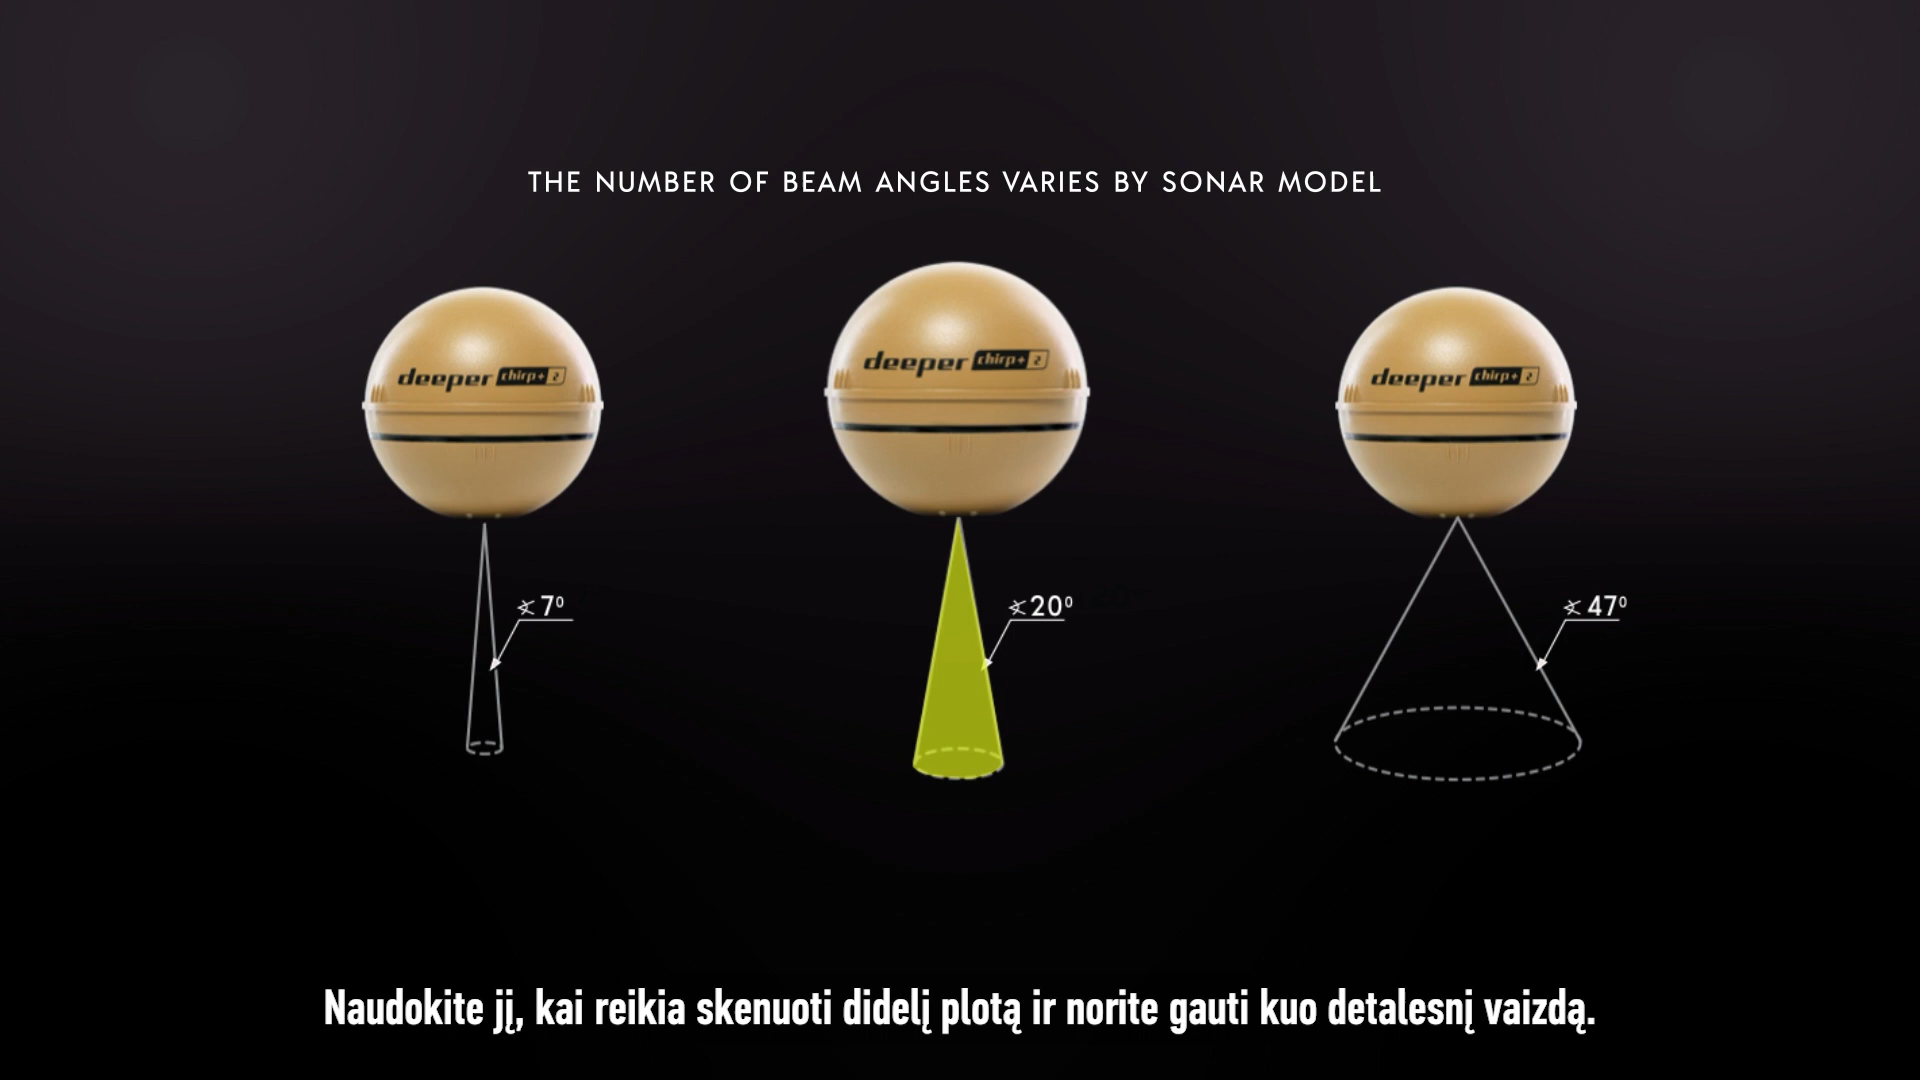 THE NUMBER OF BEAM ANGLES VARIES BY SONAR MODEL
deeper chirp+ 2
deeper chirp+ 2
deeper chirp+ 2
∢7⁰
∢20⁰
∢47⁰
Naudokite jį, kai reikia skenuoti didelį plotą ir norite gauti kuo detalesnį vaizdą.